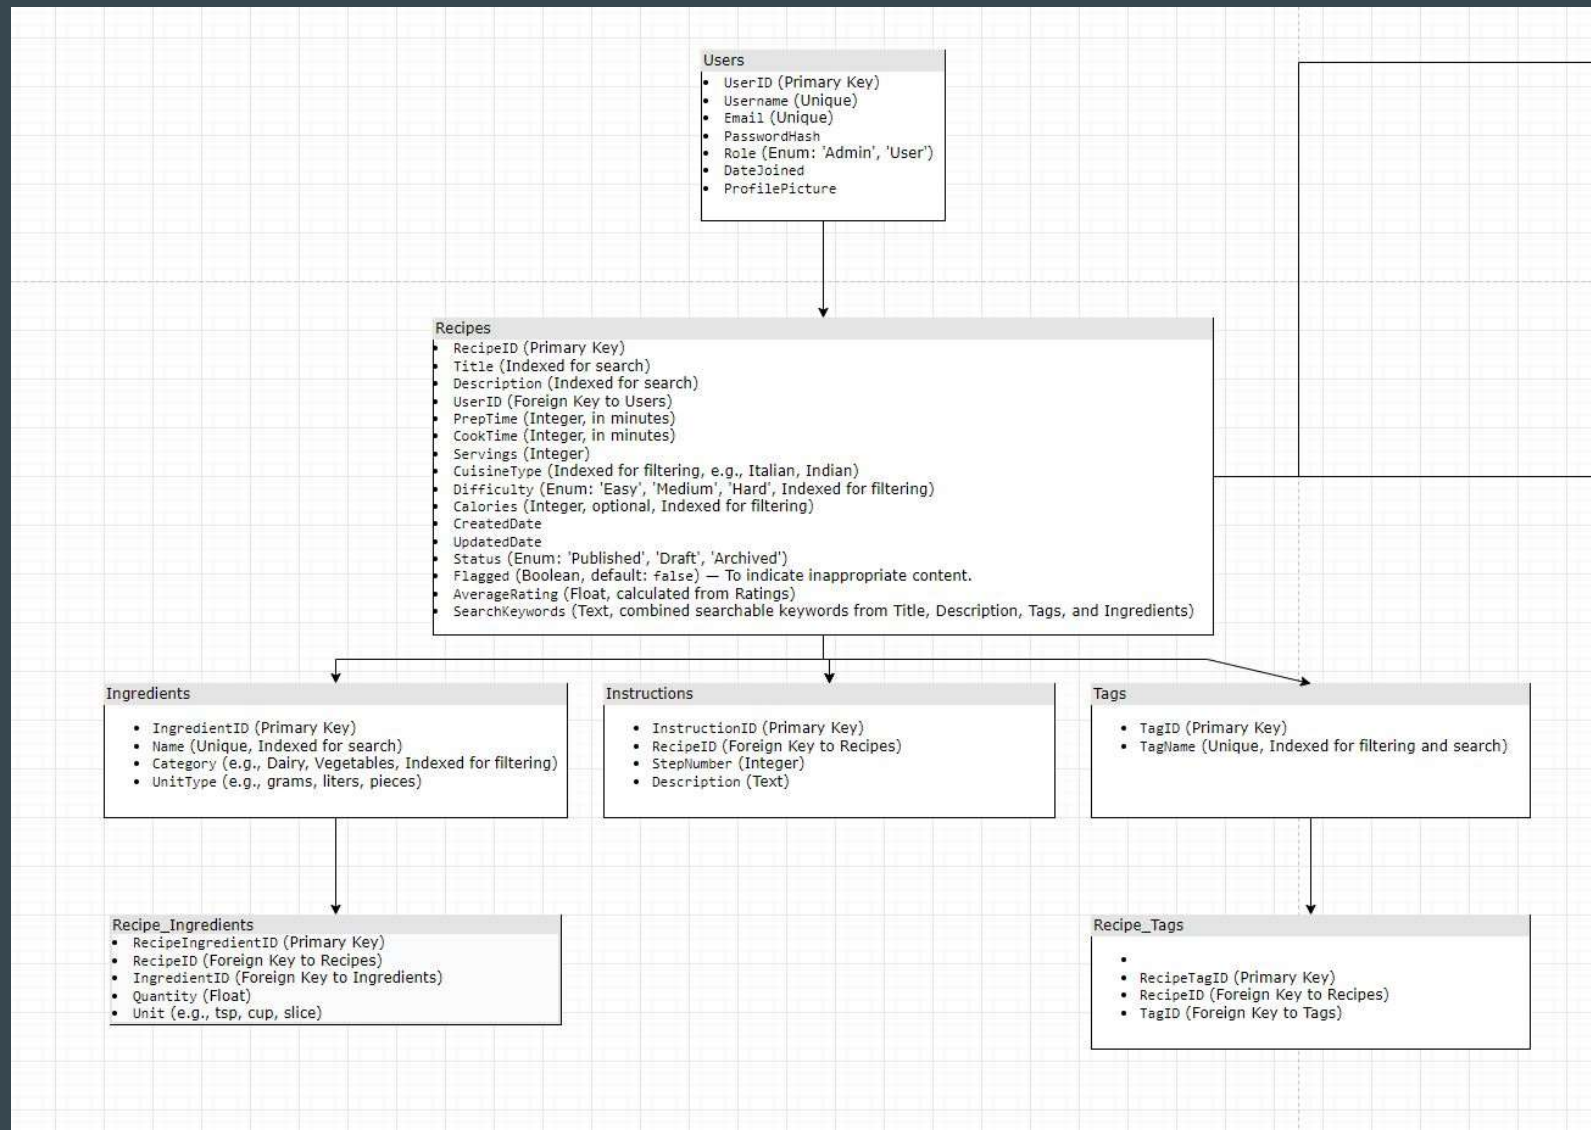 Users
• UserID (Primary Key)
• Username (Unique)
• Email (Unique)
• PasswordHash
• Role (Enum: 'Admin', 'User')
• DateJoined
• ProfilePicture
Recipes
• RecipeID (Primary Key)
• Title (Indexed for search)
• Description (Indexed for search)
• UserID (Foreign Key to Users)
• PrepTime (Integer, in minutes)
• CookTime (Integer, in minutes)
• Servings (Integer)
• CuisineType (Indexed for filtering, e.g., Italian, Indian)
• Difficulty (Enum: 'Easy', 'Medium', 'Hard', Indexed for filtering)
• Calories (Integer, optional, Indexed for filtering)
• CreatedDate
• UpdatedDate
• Status (Enum: 'Published', 'Draft', 'Archived')
• Flagged (Boolean, default: false) — To indicate inappropriate content.
• AverageRating (Float, calculated from Ratings)
• SearchKeywords (Text, combined searchable keywords from Title, Description, Tags, and Ingredients)
Ingredients
• IngredientID (Primary Key)
• Name (Unique, Indexed for search)
• Category (e.g., Dairy, Vegetables, Indexed for filtering)
• UnitType (e.g., grams, liters, pieces)
Instructions
• InstructionID (Primary Key)
• RecipeID (Foreign Key to Recipes)
• StepNumber (Integer)
• Description (Text)
Tags
• TagID (Primary Key)
• TagName (Unique, Indexed for filtering and search)
Recipe_Ingredients
• RecipeIngredientID (Primary Key)
• RecipeID (Foreign Key to Recipes)
• IngredientID (Foreign Key to Ingredients)
• Quantity (Float)
• Unit (e.g., tsp, cup, slice)
Recipe_Tags
•
• RecipeTagID (Primary Key)
• RecipeID (Foreign Key to Recipes)
• TagID (Foreign Key to Tags)